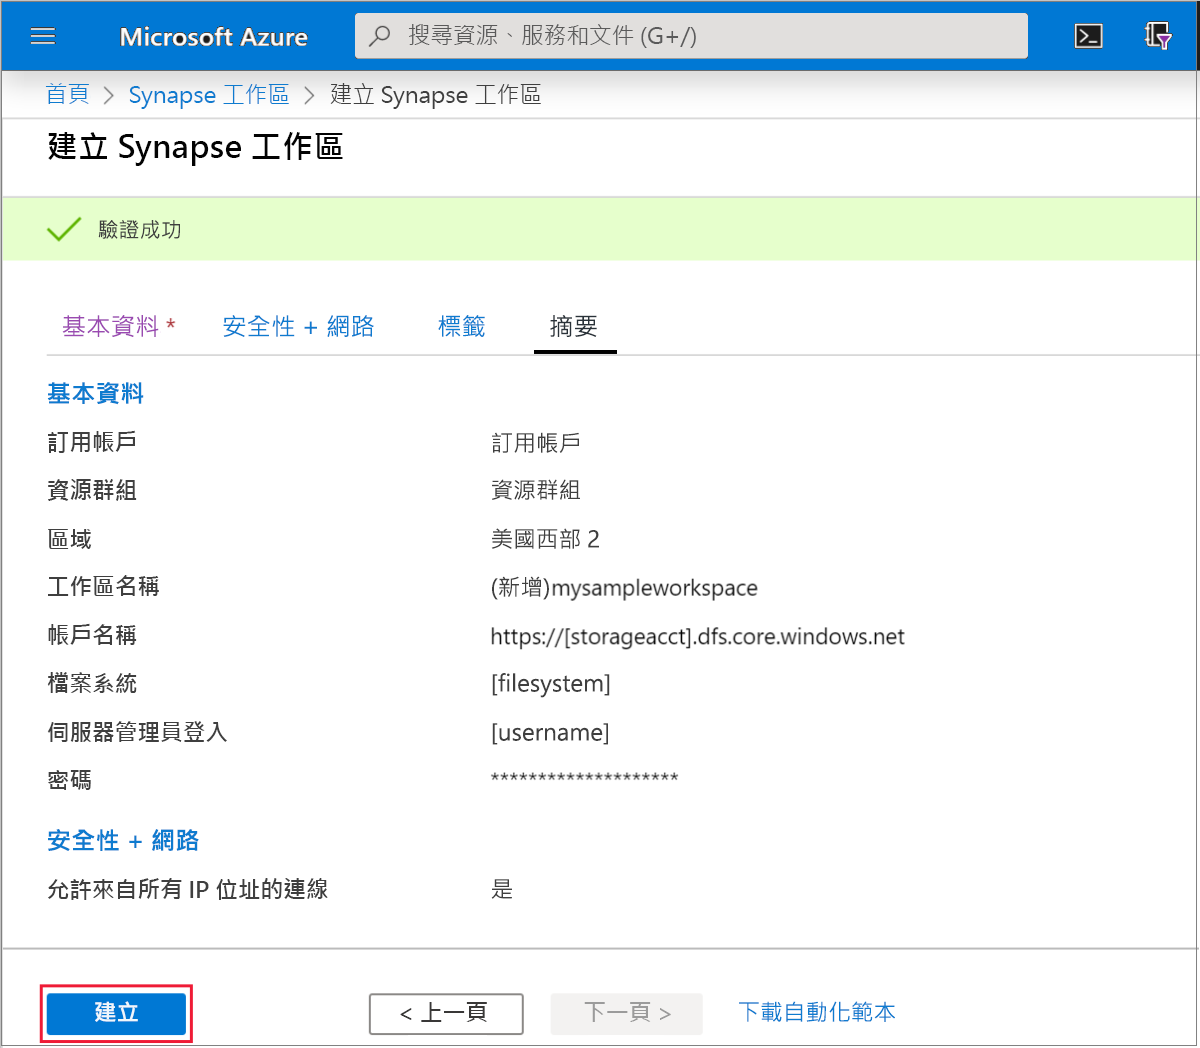 Microsoft Azure
搜尋資源、服務和文件 (G+/)
首頁 > Synapse 工作區 > 建立 Synapse 工作區
建立 Synapse 工作區
驗證成功
基本資料 * 安全性 + 網路 標籤 摘要
基本資料
訂用帳戶 訂用帳戶
資源群組 資源群組
區域 美國西部 2
工作區名稱 (新增)mysampleworkspace
帳戶名稱 https://[storageacct].dfs.core.windows.net
檔案系統 [filesystem]
伺服器管理員登入 [username]
密碼 ********************
安全性 + 網路
允許來自所有 IP 位址的連線 是
建立 < 上一頁 下一頁 > 下載自動化範本